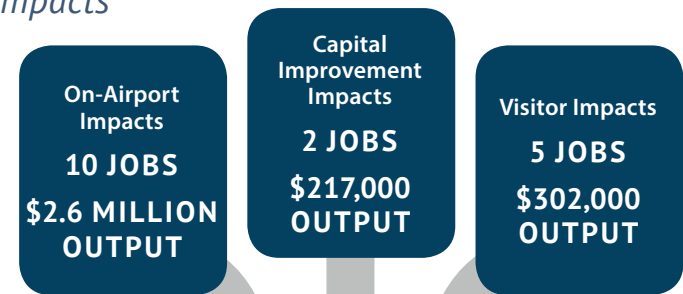 Impacts
On-Airport
Impacts
10 JOBS
$2.6 MILLION
OUTPUT
Capital
Improvement
Impacts
2 JOBS
$217,000
OUTPUT
Visitor Impacts
5 JOBS
$302,000
OUTPUT